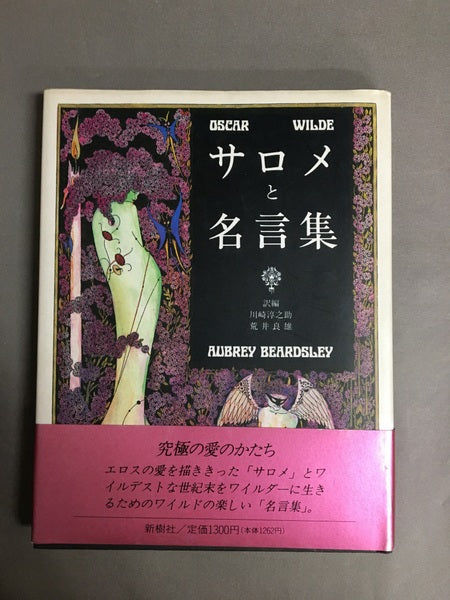 OSCAR WILDE
サロメ
と
名言集
訳編
川崎淳之助
荒井良雄
AUBREY BEARDSLEY
究極の愛のかたち
エロスの愛を描ききった「サロメ」とワ
イルデストな世紀末をワイルダーに生き
るためのワイルドの楽しい「名言集」。
新樹社／定価1300円(本体1262円)